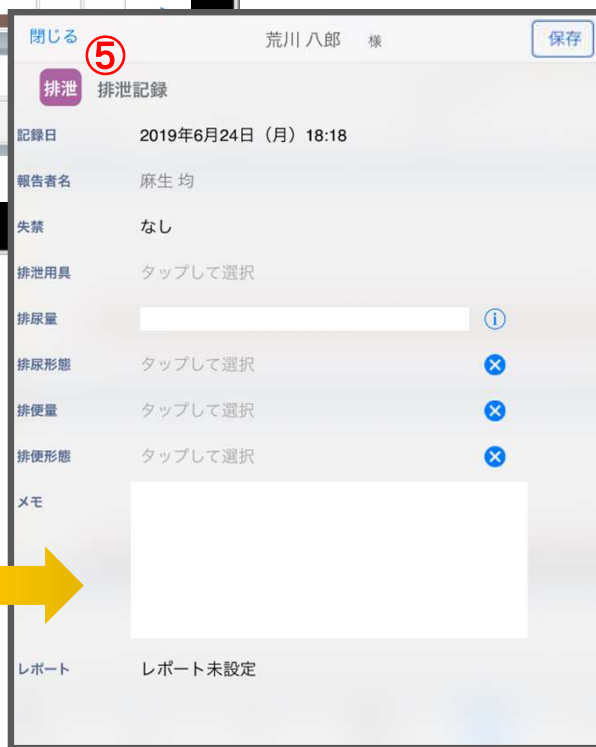 閉じる ⑤ 荒川 八郎 様 保存
排泄 排泄記録
記録日 2019年6月24日（月）18:18
報告者名 麻生 均
失禁 なし
排泄用具 タップして選択
排尿量
排尿形態 タップして選択
排便量 タップして選択
排便形態 タップして選択
メモ
レポート レポート未設定